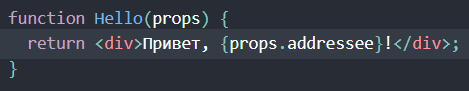 function Hello(props) {
  return <div>Привет, {props.addressee}!</div>;
}